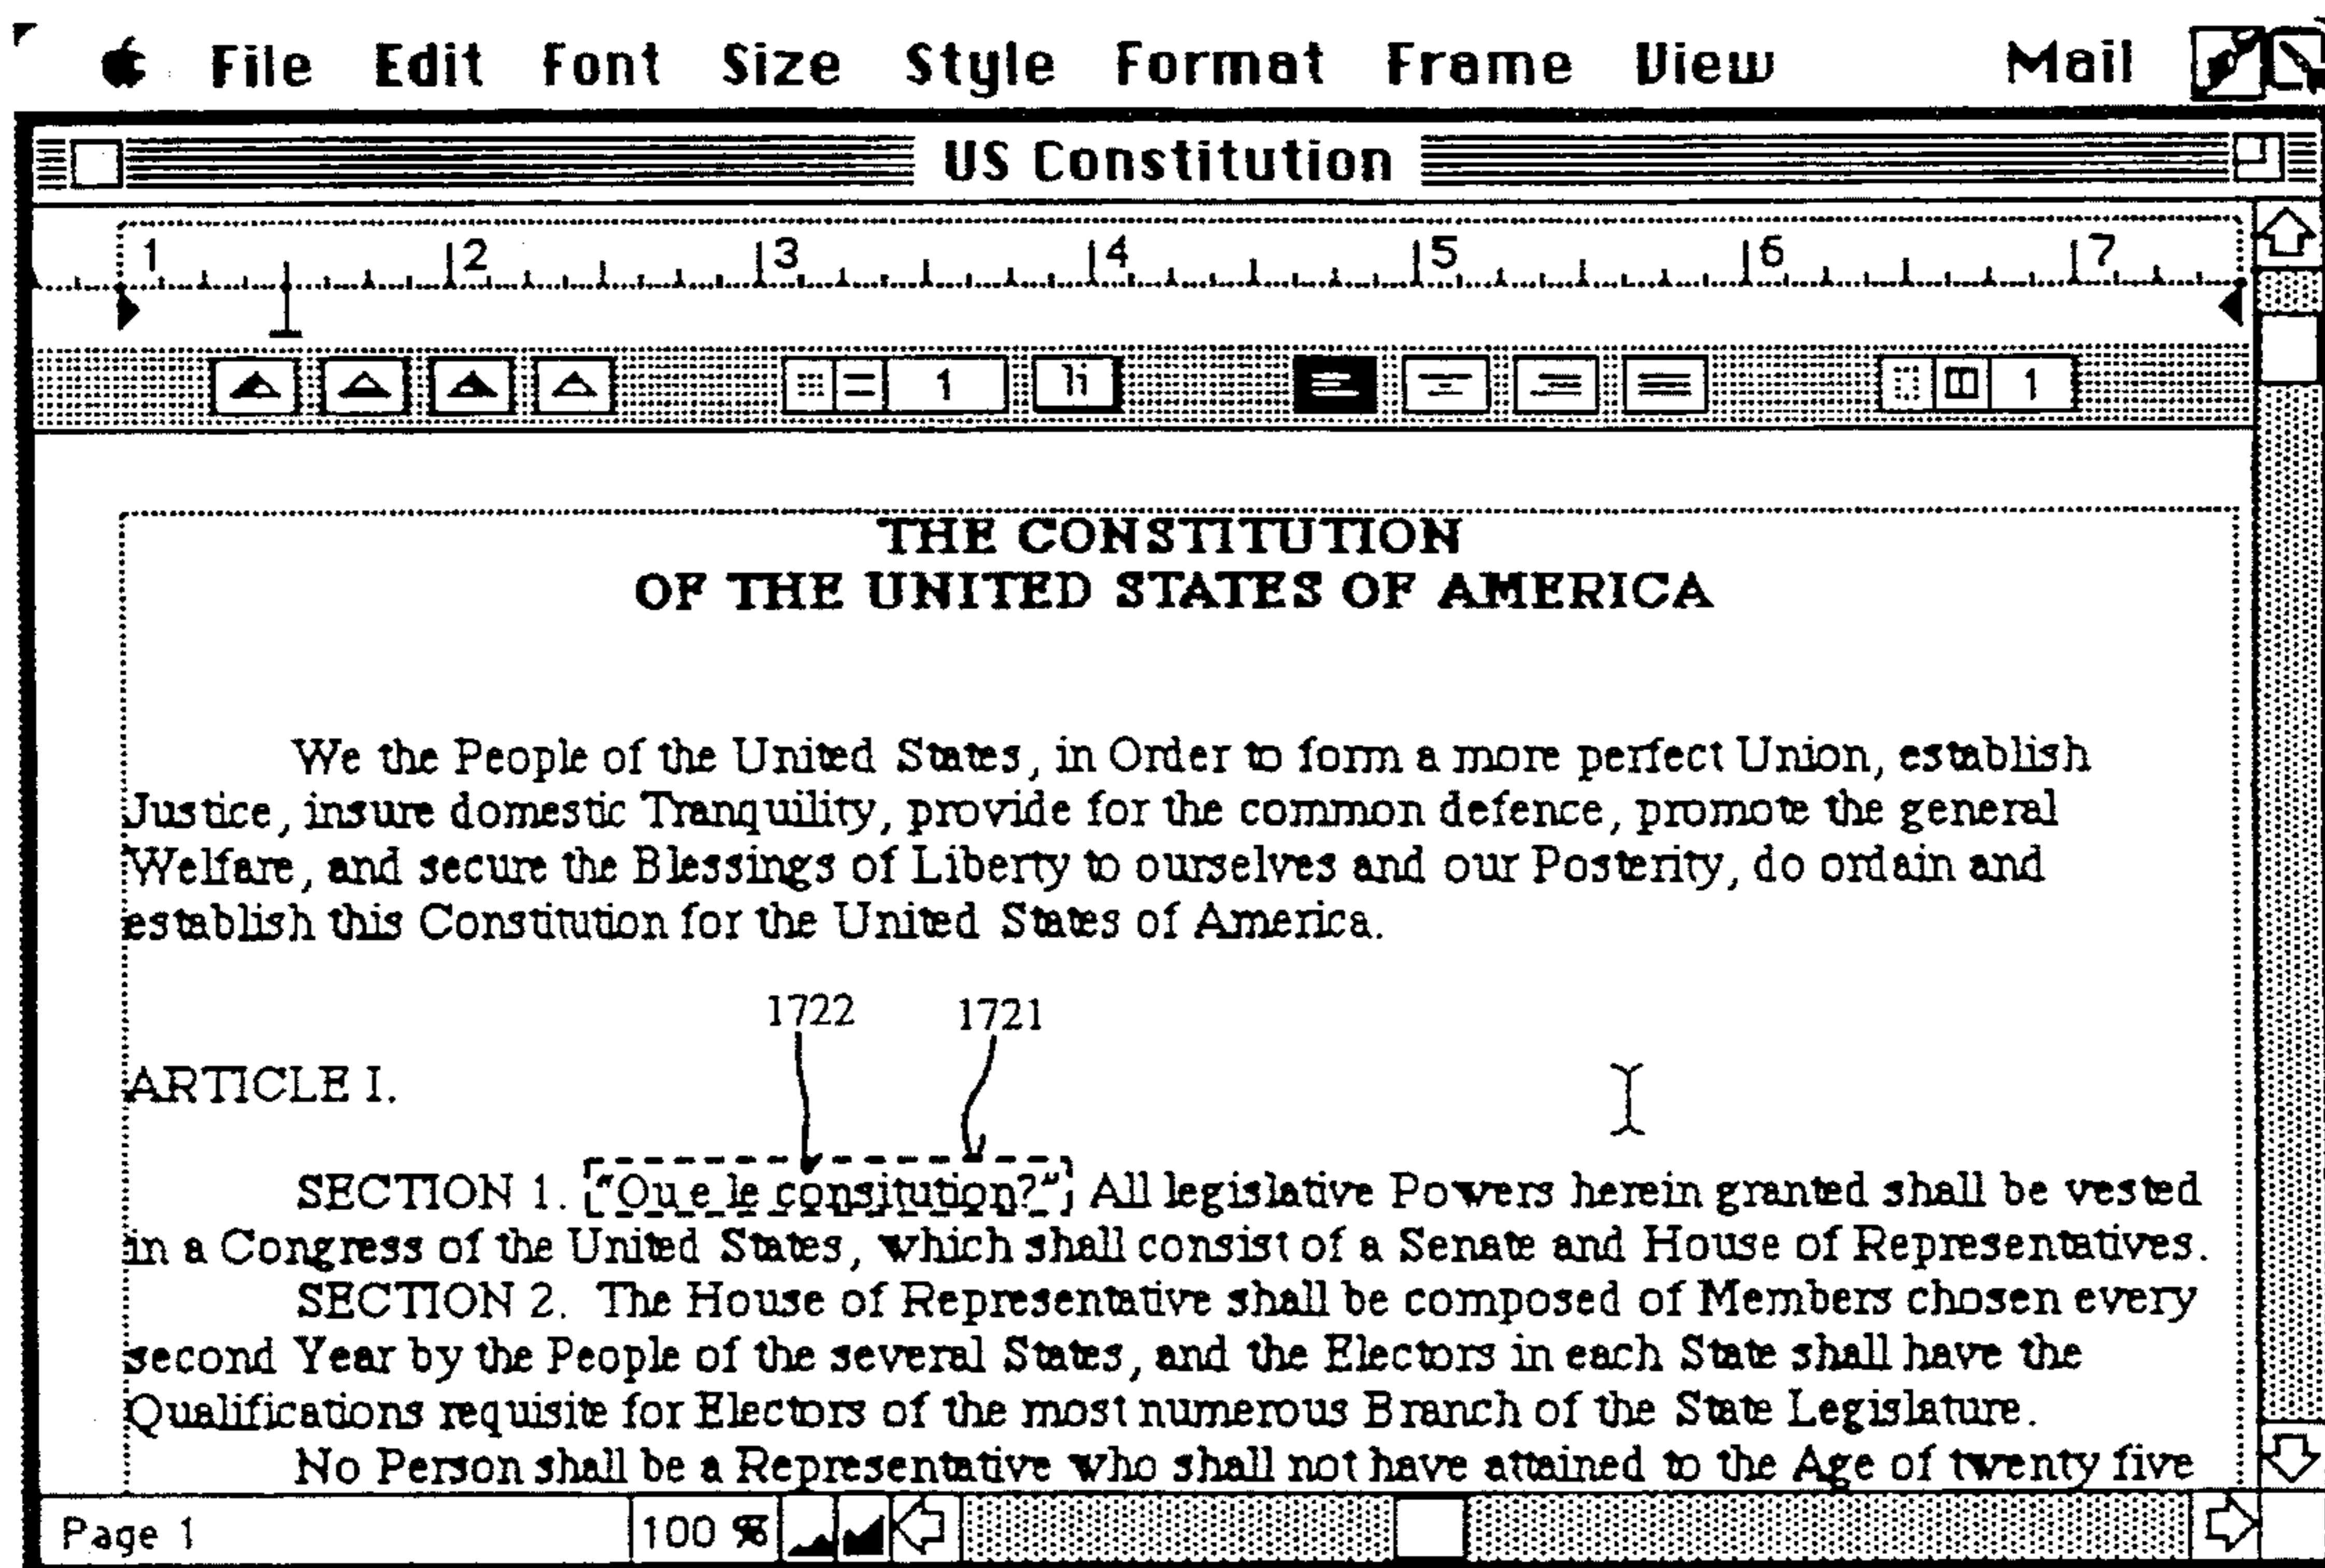 File Edit Font Size Style Format Frame View Mail
US Constitution
1 2 3 4 5 6 7
1 li 1
THE CONSTITUTION
OF THE UNITED STATES OF AMERICA
We the People of the United States, in Order to form a more perfect Union, establish
Justice, insure domestic Tranquility, provide for the common defence, promote the general
Welfare, and secure the Blessings of Liberty to ourselves and our Posterity, do ordain and
establish this Constitution for the United States of America.
1722 1721
ARTICLE I.
SECTION 1. "Ou e le consitution?" All legislative Powers herein granted shall be vested
in a Congress of the United States, which shall consist of a Senate and House of Representatives.
SECTION 2. The House of Representative shall be composed of Members chosen every
second Year by the People of the several States, and the Electors in each State shall have the
Qualifications requisite for Electors of the most numerous Branch of the State Legislature.
No Person shall be a Representative who shall not have attained to the Age of twenty five
Page 1 100 %